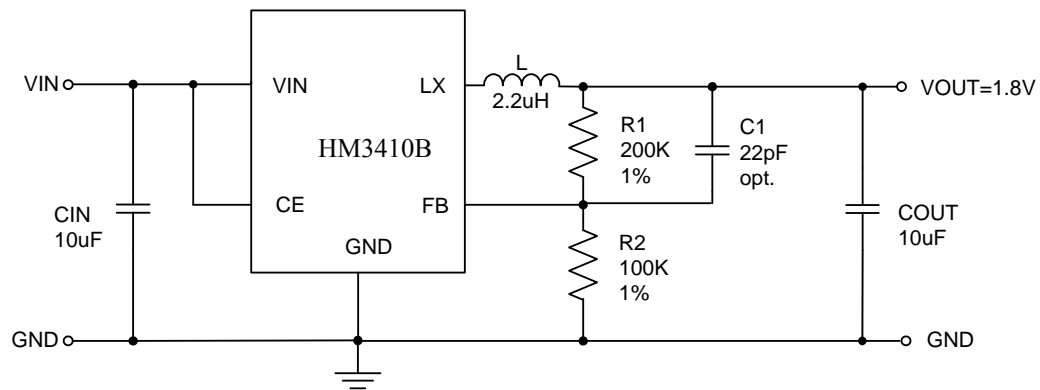 VIN
VIN
LX
L
2.2uH
VOUT=1.8V
HM3410B
R1
200K
1%
C1
22pF
opt.
CE
FB
CIN
10uF
GND
R2
100K
1%
COUT
10uF
GND
GND